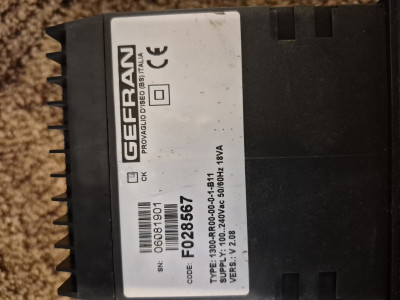 GEFRAN
PROVAGLIO D'ISEO (BS) ITALIA
CE
CK
SN: 06081901
CODE: F028567
TYPE: 1300-RR00-00-0-1-B11
SUPPLY: 100..240Vac 50/60Hz 18VA
VERS.: V 2.08